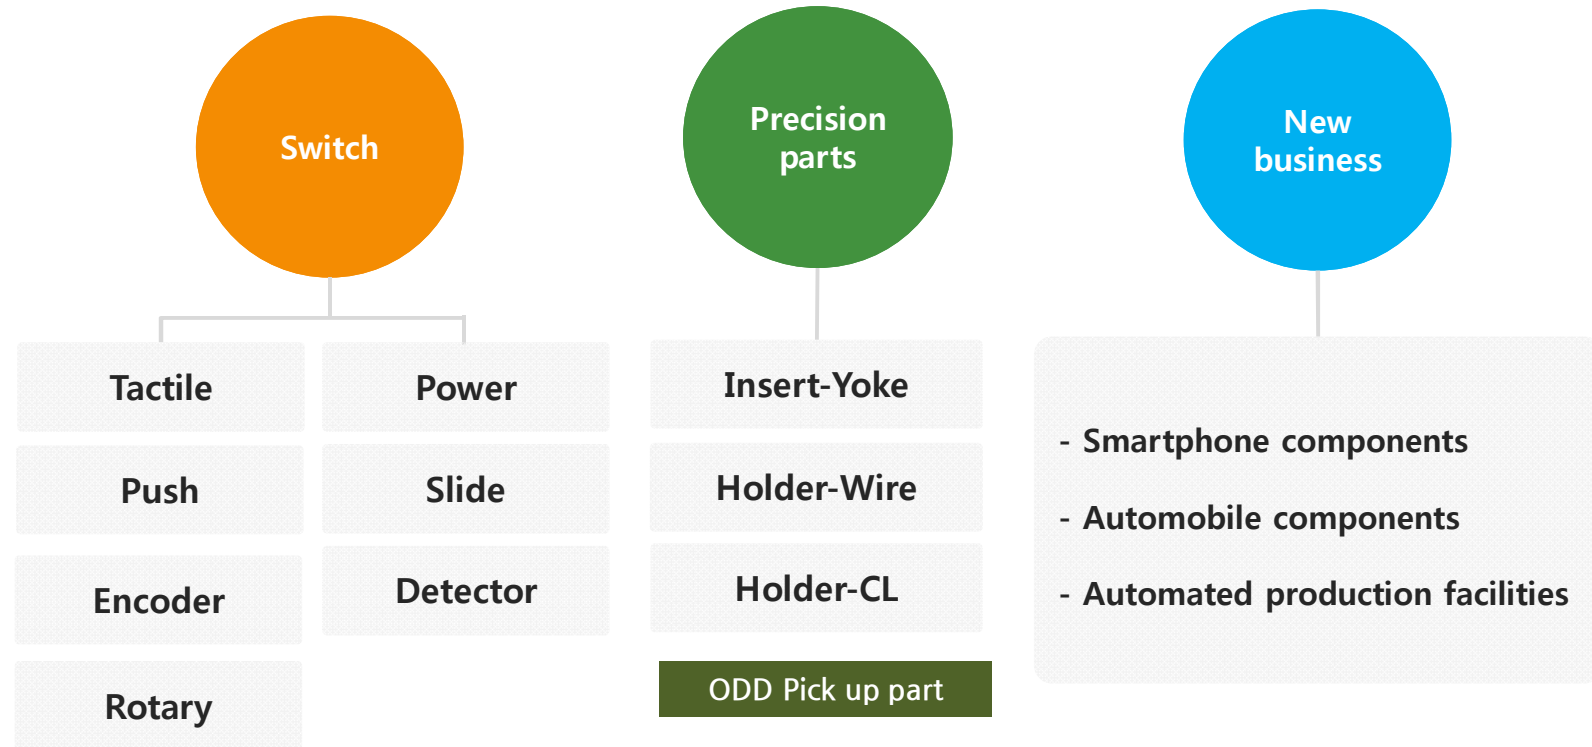 Switch
Precision
parts
New
business
Tactile
Power
Push
Slide
Encoder
Detector
Rotary
Insert-Yoke
Holder-Wire
Holder-CL
ODD Pick up part
- Smartphone components
- Automobile components
- Automated production facilities